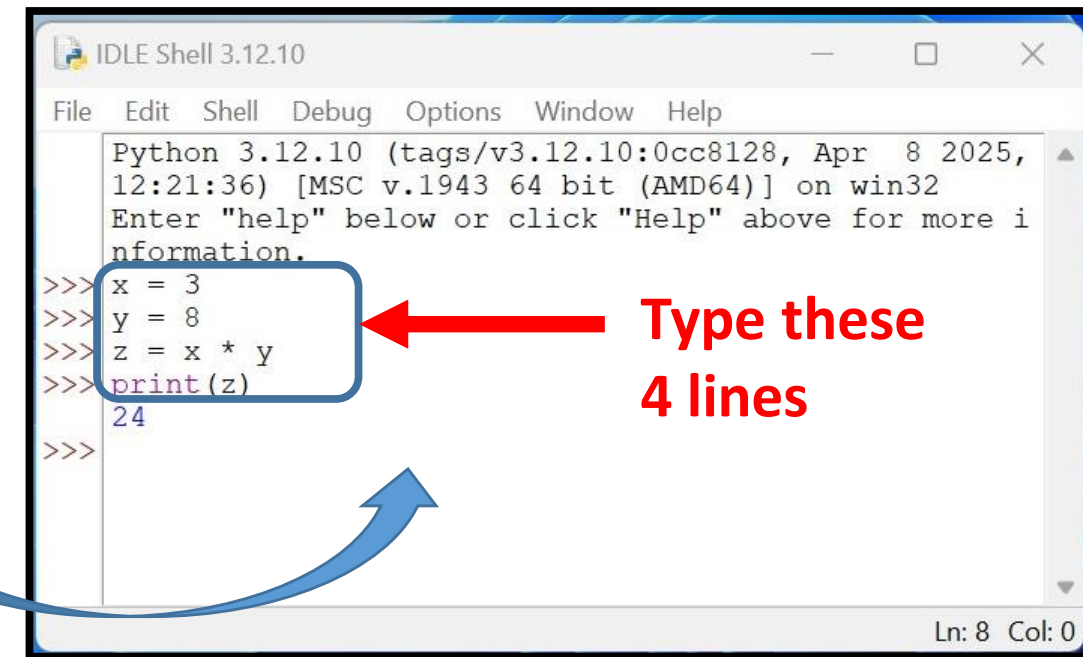 IDLE Shell 3.12.10
File Edit Shell Debug Options Window Help
Python 3.12.10 (tags/v3.12.10:0cc8128, Apr  8 2025,
12:21:36) [MSC v.1943 64 bit (AMD64)] on win32
Enter "help" below or click "Help" above for more i
nformation.
>>> x = 3
>>> y = 8
>>> z = x * y
>>> print(z)
24
>>>
Type these
4 lines
Ln: 8 Col: 0